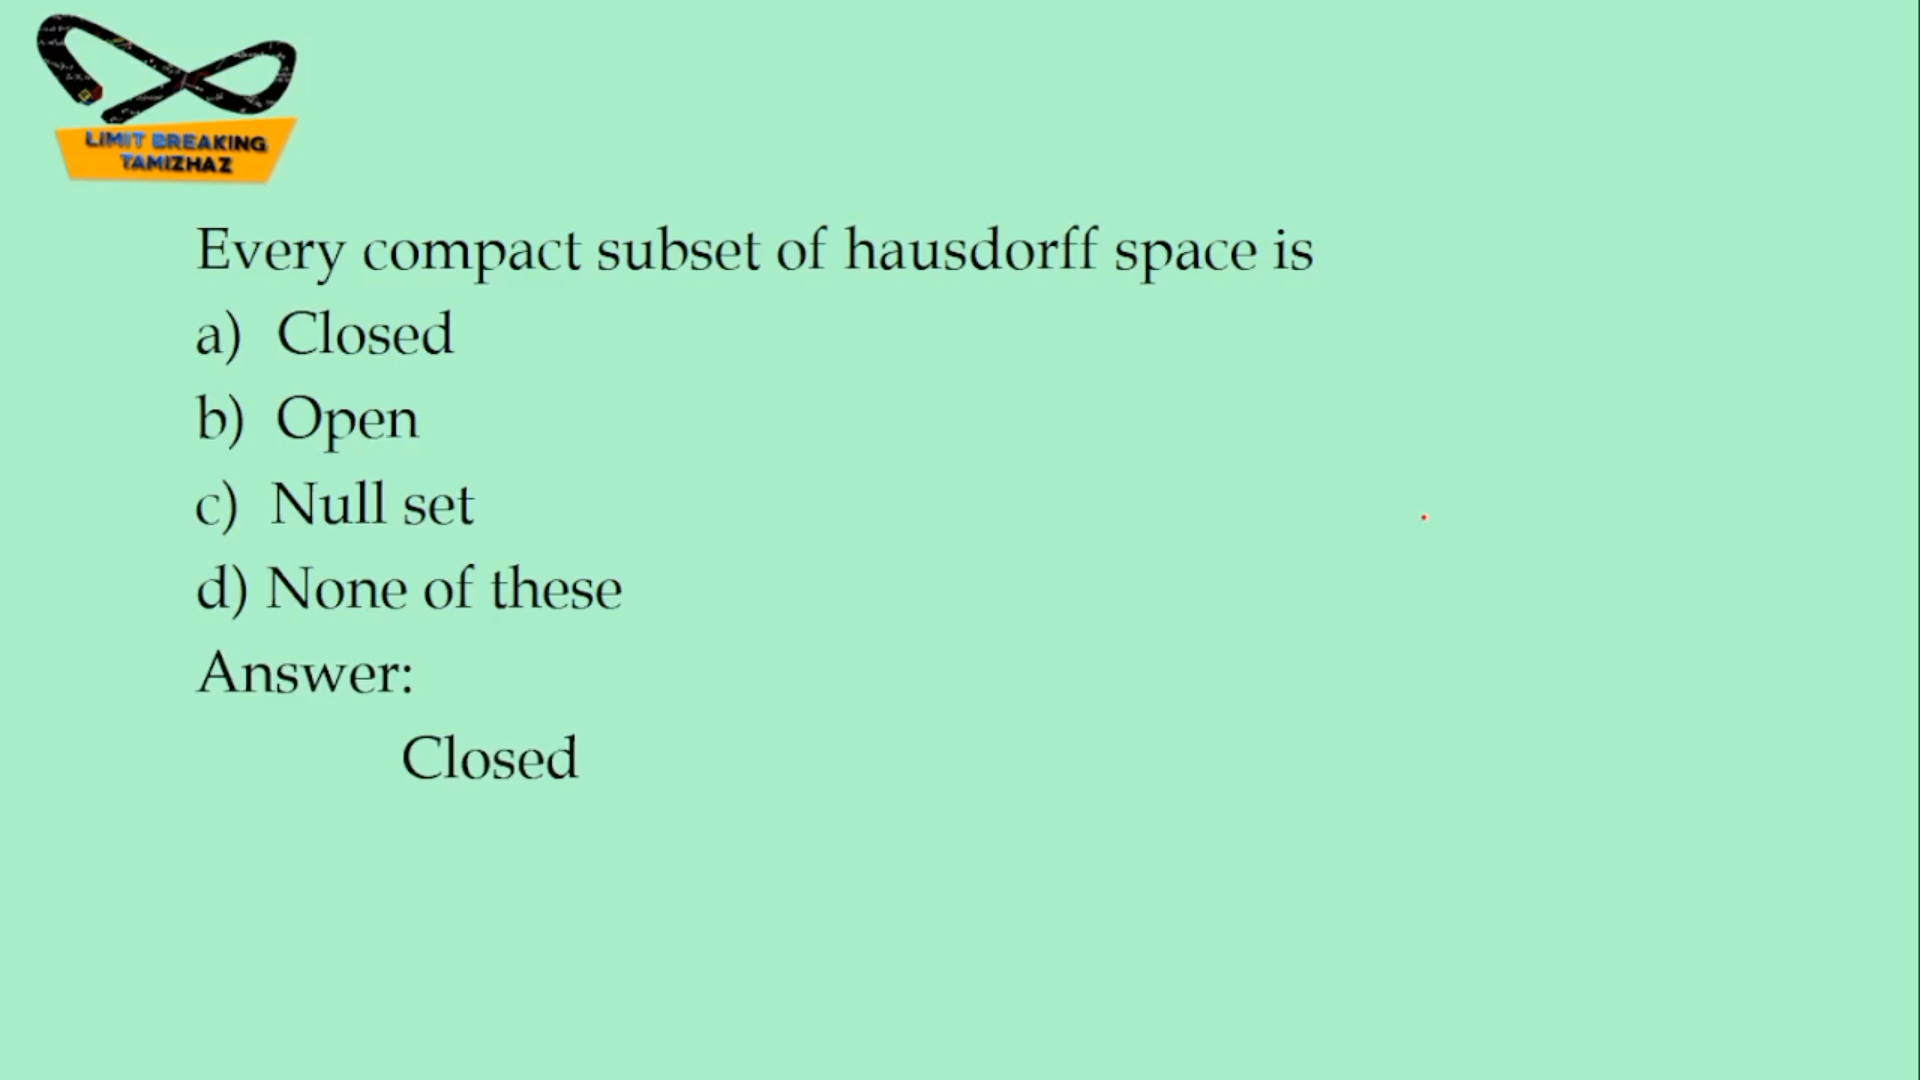 LIMIT BREAKING
TAMIZHAZ
Every compact subset of hausdorff space is
a) Closed
b) Open
c) Null set
d) None of these
Answer:
Closed